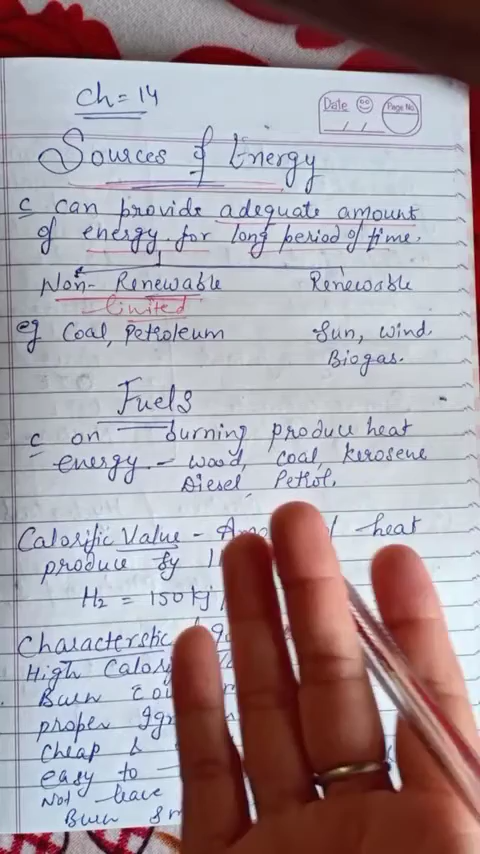 Ch = 14
Date
Page No.
Sources of Energy
c can provide adequate amount
of energy for long period of time.
Non- Renewable Renewable
limited
eg Coal, Petroleum Sun, wind
Biogas.
Fuels
c on burning produce heat
energy - wood, coal, kerosene
Diesel, Petrol.
Calorific Value - heat
produce by 1
H₂ = 150 kj
Characterstic
High
Burn
proper
Cheap &
easy to
Not leave
Burn